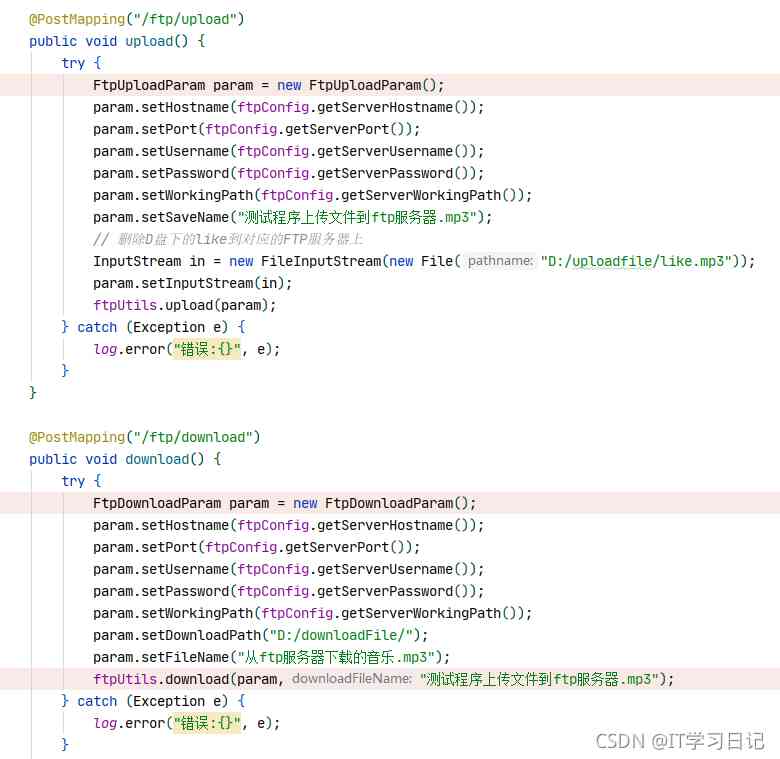 @PostMapping("/ftp/upload")
public void upload() {
    try {
        FtpUploadParam param = new FtpUploadParam();
        param.setHostname(ftpConfig.getServerHostname());
        param.setPort(ftpConfig.getServerPort());
        param.setUsername(ftpConfig.getServerUsername());
        param.setPassword(ftpConfig.getServerPassword());
        param.setWorkingPath(ftpConfig.getServerWorkingPath());
        param.setSaveName("测试程序上传文件到ftp服务器.mp3");
        // 删除D盘下的like到对应的FTP服务器上
        InputStream in = new FileInputStream(new File( pathname: "D:/uploadfile/like.mp3"));
        param.setInputStream(in);
        ftpUtils.upload(param);
    } catch (Exception e) {
        log.error("错误:{}", e);
    }
}
@PostMapping("/ftp/download")
public void download() {
    try {
        FtpDownloadParam param = new FtpDownloadParam();
        param.setHostname(ftpConfig.getServerHostname());
        param.setPort(ftpConfig.getServerPort());
        param.setUsername(ftpConfig.getServerUsername());
        param.setPassword(ftpConfig.getServerPassword());
        param.setWorkingPath(ftpConfig.getServerWorkingPath());
        param.setDownloadPath("D:/downloadFile/");
        param.setFileName("从ftp服务器下载的音乐.mp3");
        ftpUtils.download(param, downloadFileName: "测试程序上传文件到ftp服务器.mp3");
    } catch (Exception e) {
        log.error("错误:{}", e);
    }
CSDN @IT学习日记